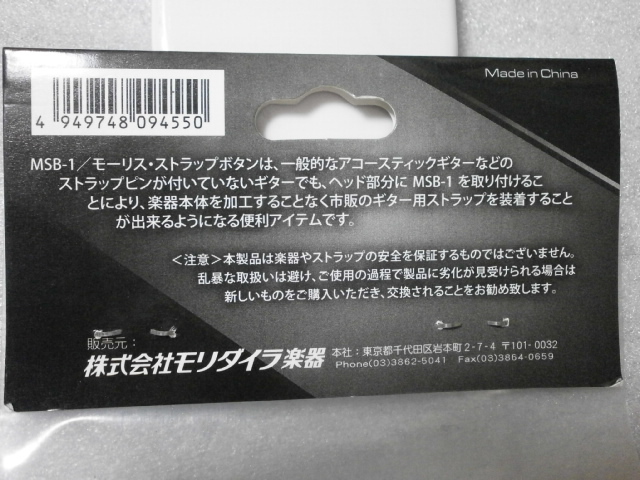 Made in China
4 949748 094550
MSB-1／モーリス・ストラップボタンは、一般的なアコースティックギターなどの
ストラップピンが付いていないギターでも、ヘッド部分に MSB-1 を取り付けるこ
とにより、楽器本体を加工することなく市販のギター用ストラップを装着すること
が出来るようになる便利アイテムです。
＜注意＞本製品は楽器やストラップの安全を保証するものではございません。
乱暴な取扱いは避け、ご使用の過程で製品に劣化が見受けられる場合は
新しいものをご購入いただき、交換されることをお勧め致します。
販売元：
株式会社モリダイラ楽器
本社：東京都千代田区岩本町2-7-4 〒101-0032
Phone(03)3862-5041 Fax(03)3864-0659